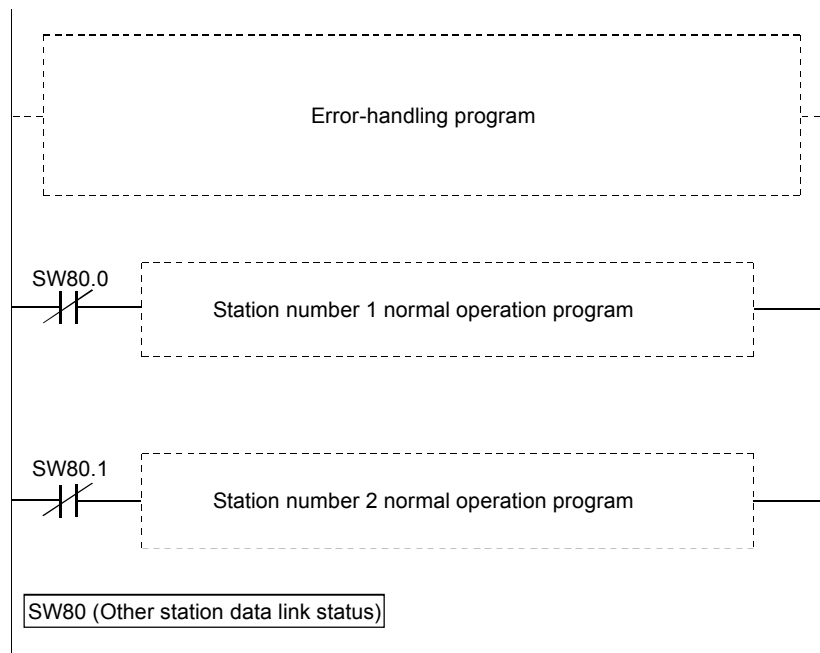 Error-handling program
SW80.0
Station number 1 normal operation program
SW80.1
Station number 2 normal operation program
SW80 (Other station data link status)